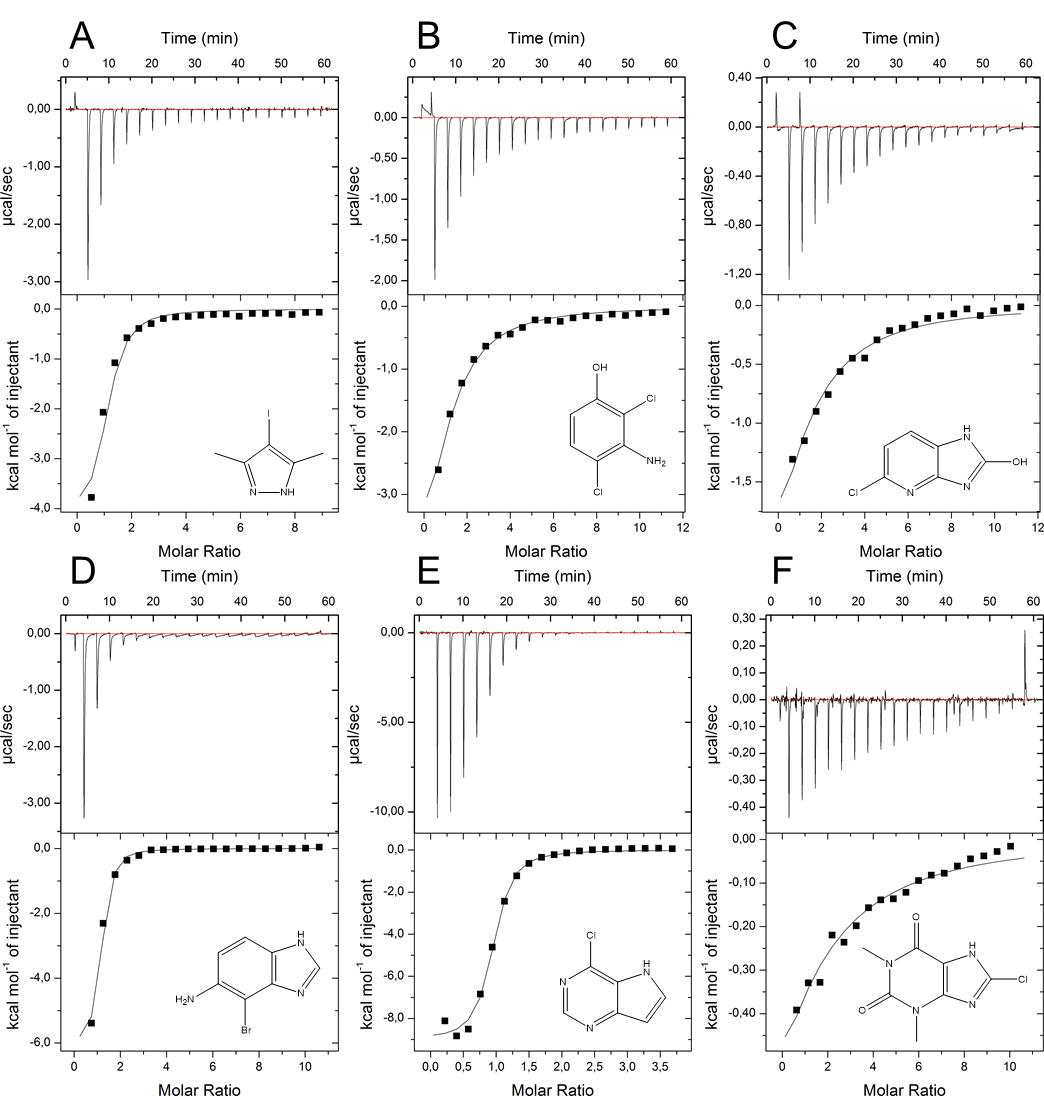 A B C
Time (min) Time (min) Time (min)
0 10 20 30 40 50 60 0 10 20 30 40 50 60 0 10 20 30 40 50 60
µcal/sec
0,00
-1,00
-2,00
-3,00
µcal/sec
0,00
-0,50
-1,00
-1,50
-2,00
µcal/sec
0,40
0,00
-0,40
-0,80
-1,20
kcal mol-1 of injectant
0,0
-1,0
-2,0
-3,0
-4,0
I
N NH
0 2 4 6 8
Molar Ratio
kcal mol-1 of injectant
0,0
-1,0
-2,0
-3,0
OH
Cl
NH2
Cl
0 2 4 6 8 10 12
Molar Ratio
kcal mol-1 of injectant
0,0
-0,5
-1,0
-1,5
H
N
OH
Cl N N
0 2 4 6 8 10 12
Molar Ratio
D E F
Time (min) Time (min) Time (min)
0 10 20 30 40 50 60 0 10 20 30 40 50 60 0 10 20 30 40 50 60
µcal/sec
0,00
-1,00
-2,00
-3,00
µcal/sec
0,00
-5,00
-10,00
µcal/sec
0,30
0,20
0,10
0,00
-0,10
-0,20
-0,30
-0,40
kcal mol-1 of injectant
0,0
-2,0
-4,0
-6,0
H
N
H2N N
Br
0 2 4 6 8 10
Molar Ratio
kcal mol-1 of injectant
0,0
-2,0
-4,0
-6,0
-8,0
Cl
H
N
N
N
0,0 0,5 1,0 1,5 2,0 2,5 3,0 3,5
Molar Ratio
kcal mol-1 of injectant
0,00
-0,10
-0,20
-0,30
-0,40
O
H
N N
Cl
O N N
0 2 4 6 8 10
Molar Ratio